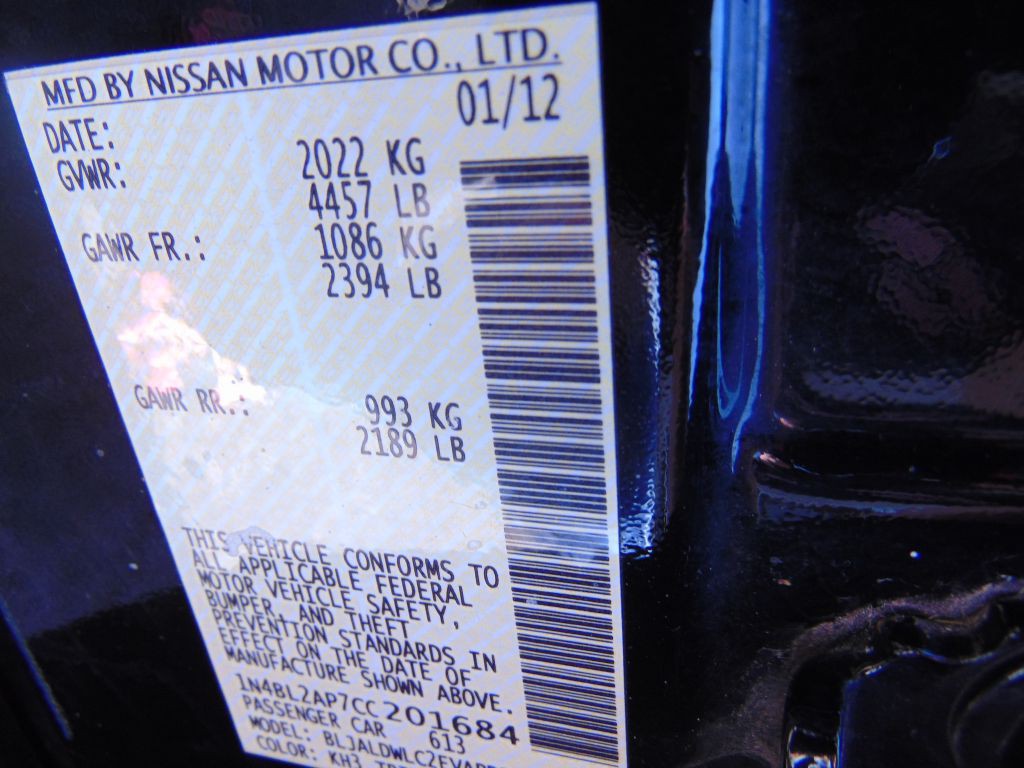 MFD BY NISSAN MOTOR CO., LTD.
DATE: 01/12
GVWR: 2022 KG
4457 LB
GAWR FR.: 1086 KG
2394 LB
GAWR RR.: 993 KG
2189 LB
THIS VEHICLE CONFORMS TO
ALL APPLICABLE FEDERAL
MOTOR VEHICLE SAFETY,
BUMPER, AND THEFT
PREVENTION STANDARDS IN
EFFECT ON THE DATE OF
MANUFACTURE SHOWN ABOVE.
1N4BL2AP7CC201684
PASSENGER CAR 613
MODEL:
COLOR: KH3